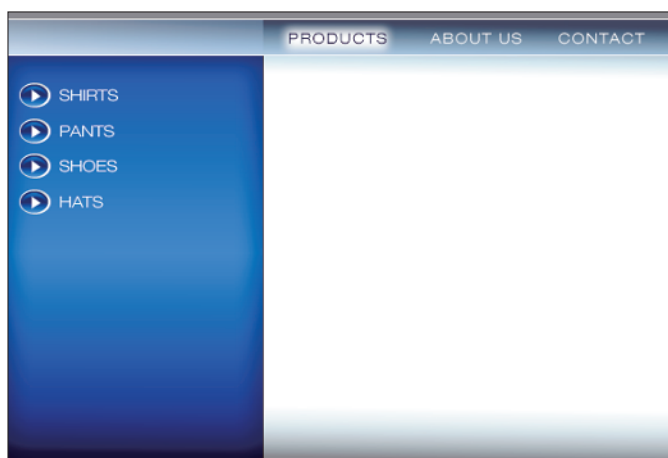 PRODUCTS ABOUT US CONTACT
SHIRTS
PANTS
SHOES
HATS